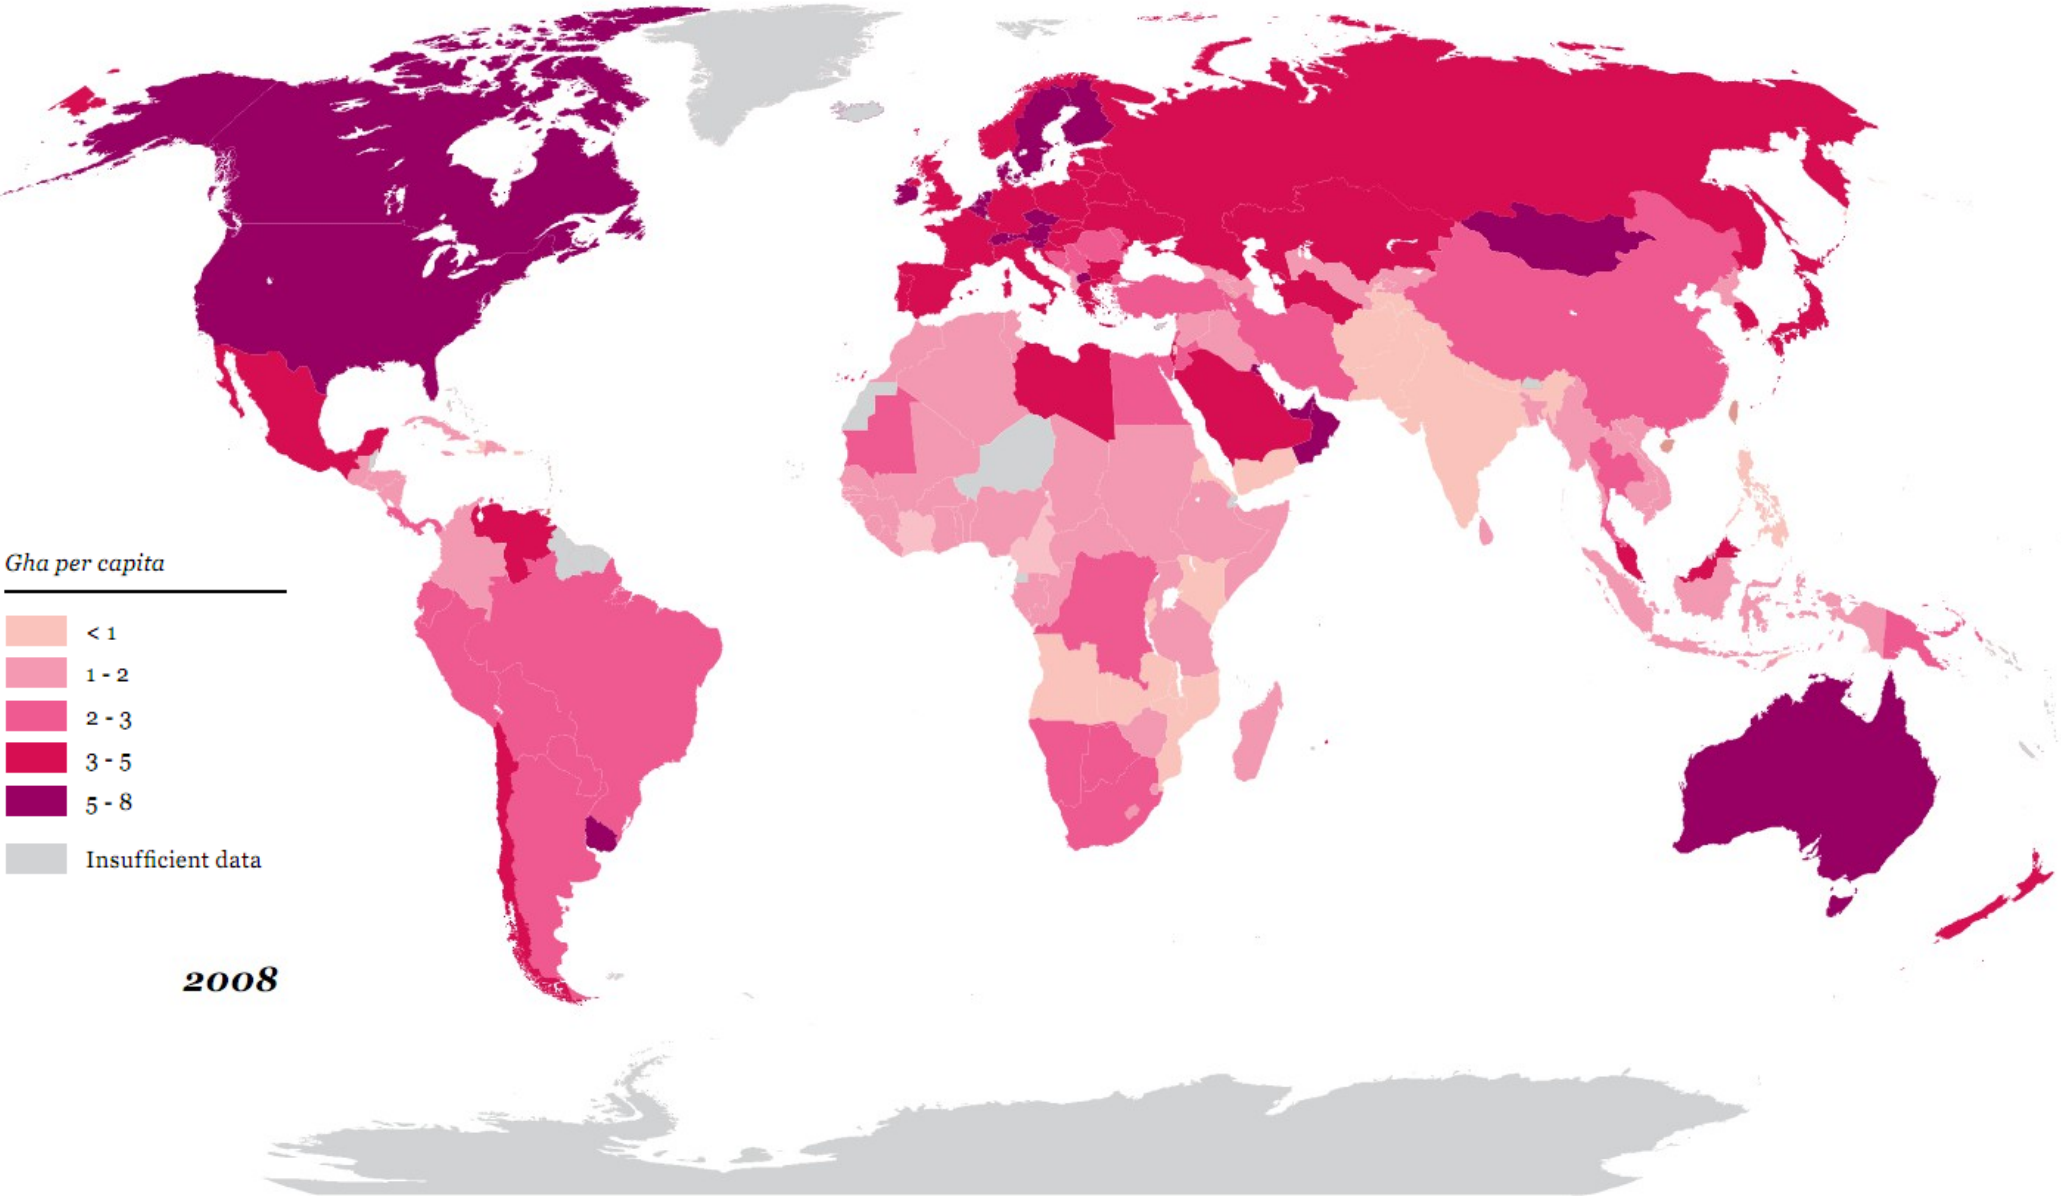 Gha per capita
< 1
1 - 2
2 - 3
3 - 5
5 - 8
Insufficient data
2008